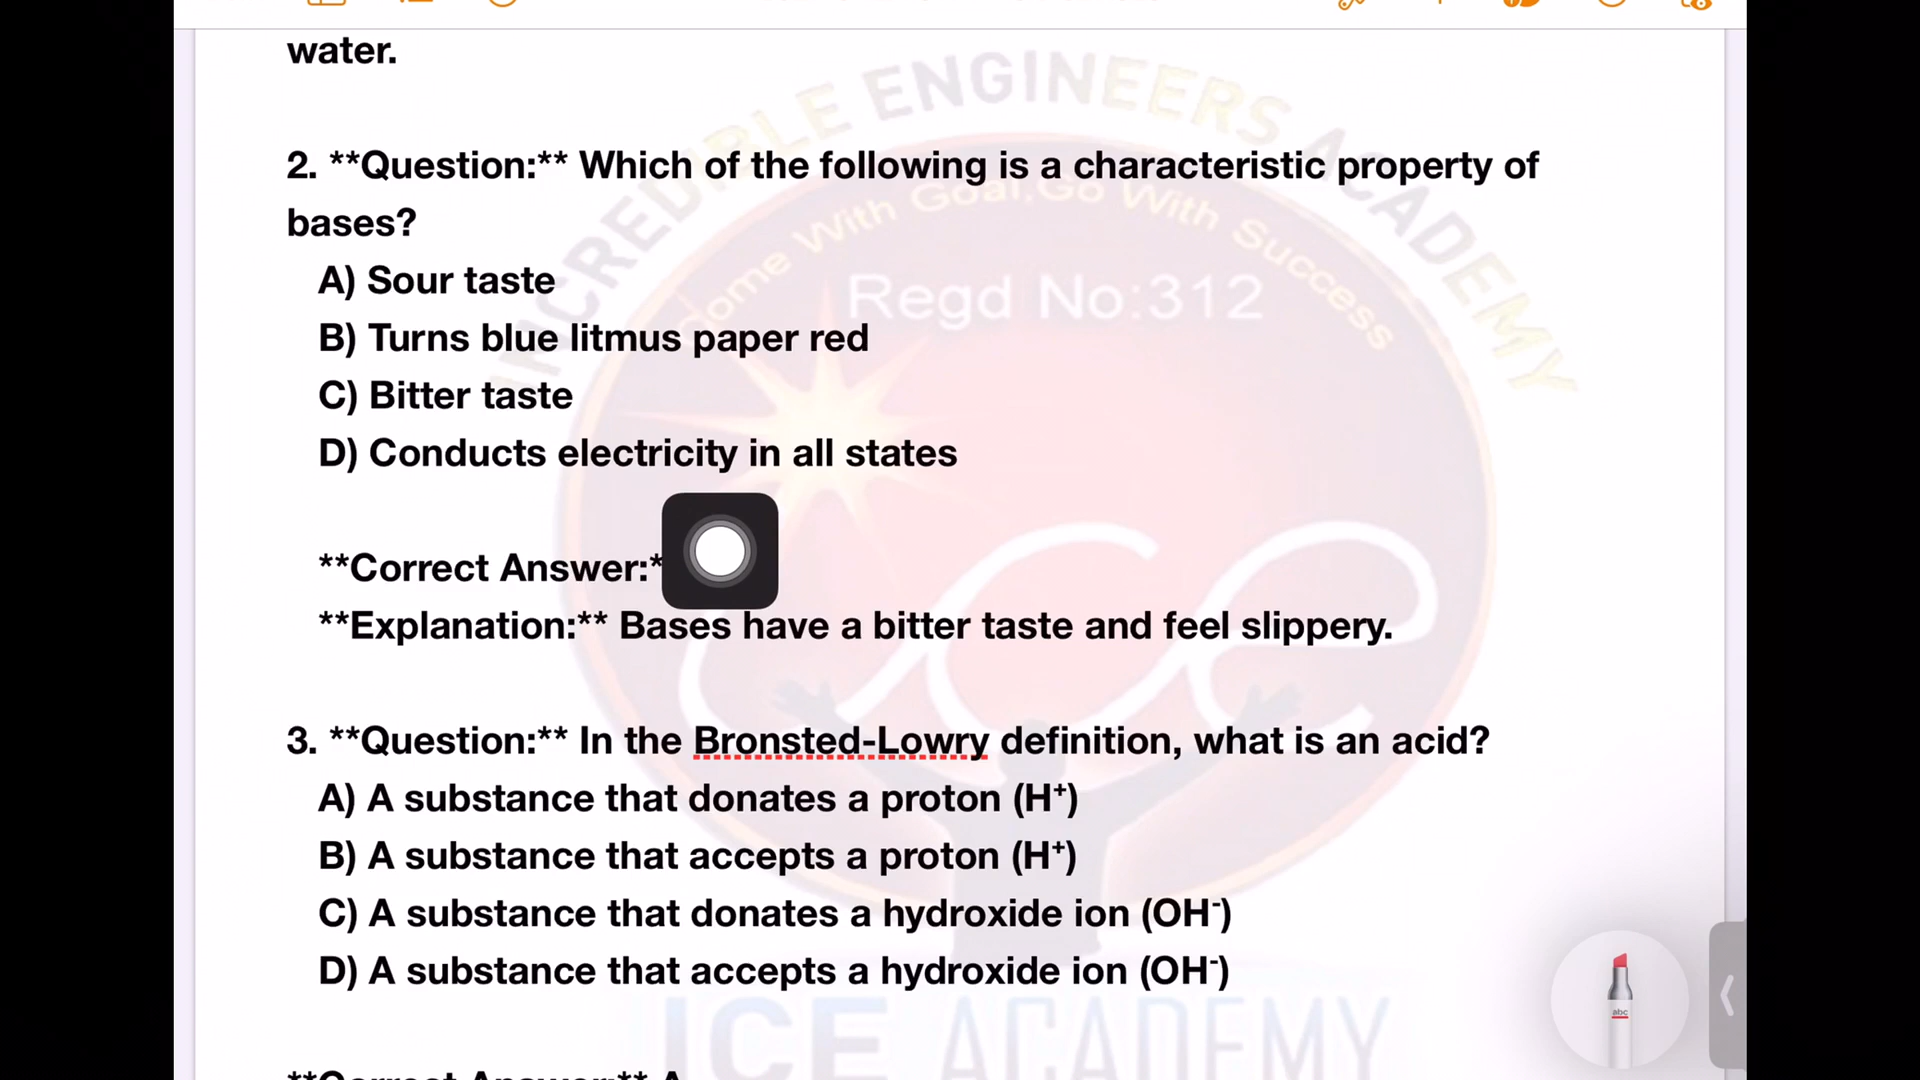 water.
INCREDIBLE ENGINEERS ACADEMY
Come With Goal,Go With Success
Regd No:312
2. **Question:** Which of the following is a characteristic property of
bases?
A) Sour taste
B) Turns blue litmus paper red
C) Bitter taste
D) Conducts electricity in all states
**Correct Answer:*
**Explanation:** Bases have a bitter taste and feel slippery.
ice
3. **Question:** In the Bronsted-Lowry definition, what is an acid?
A) A substance that donates a proton (H⁺)
B) A substance that accepts a proton (H⁺)
C) A substance that donates a hydroxide ion (OH⁻)
D) A substance that accepts a hydroxide ion (OH⁻)
abc
ICE ACADEMY
**Correct Answer:** A